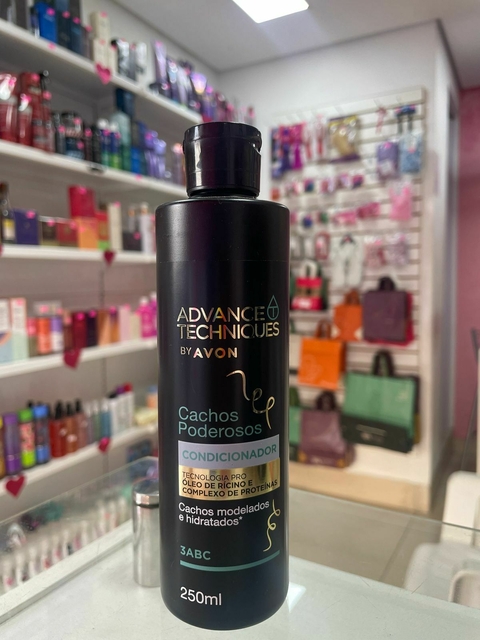 ADVANCE
TECHNIQUES
BY AVON
Cachos
Poderosos
CONDICIONADOR
TECNOLOGIA PRO
ÓLEO DE RÍCINO E
COMPLEXO DE PROTEÍNAS
Cachos modelados
e hidratados*
3ABC
250ml